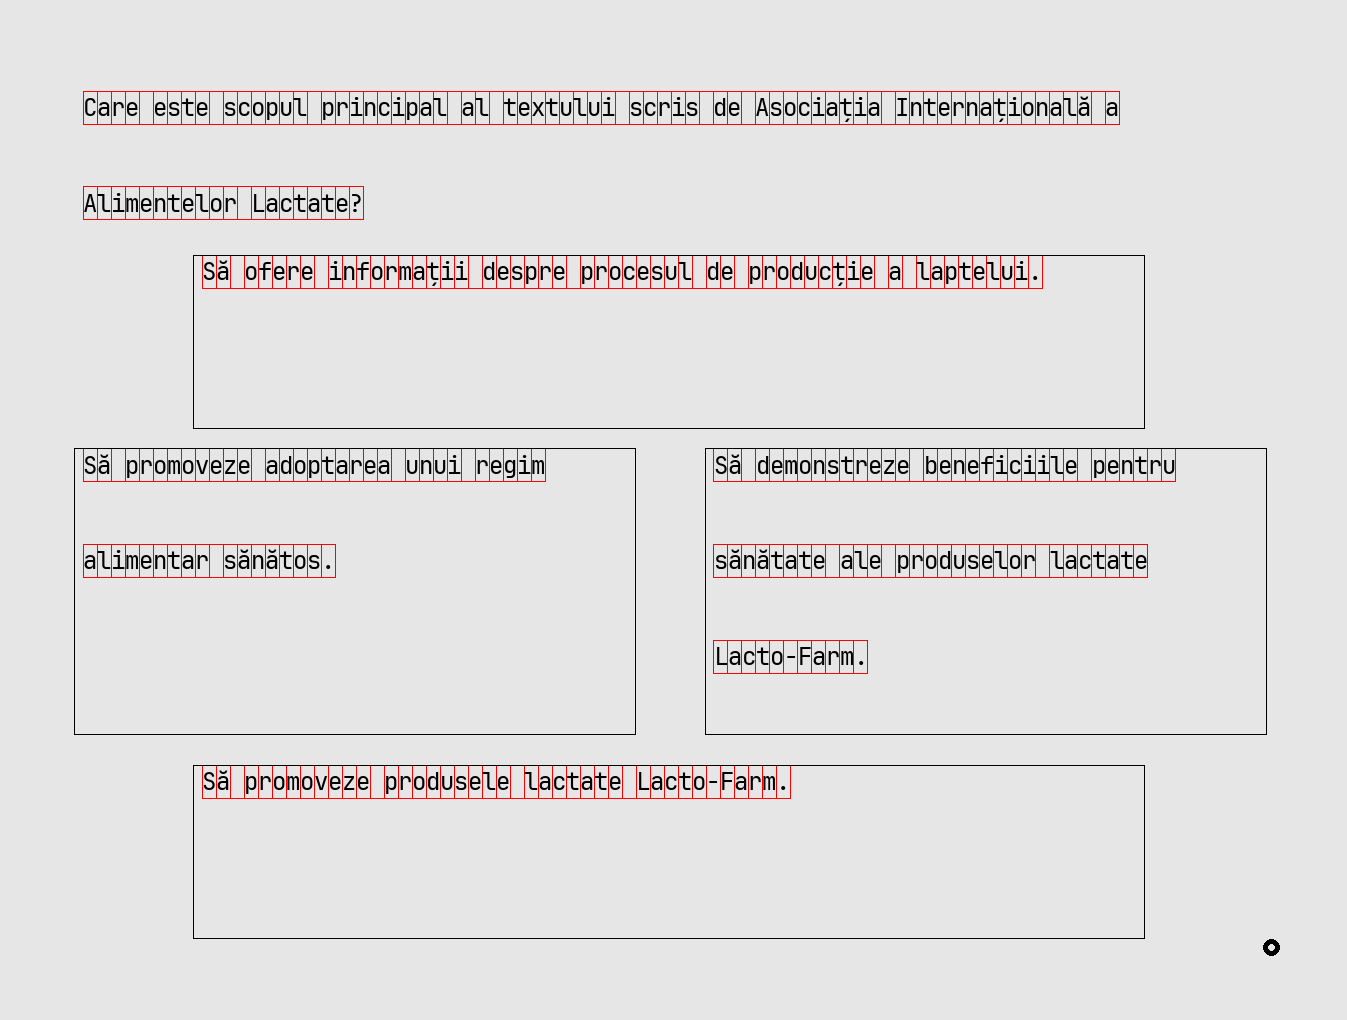 Care este scopul principal al textului scris de Asociația Internațională a
Alimentelor Lactate?
Să ofere informații despre procesul de producție a laptelui.
Să promoveze adoptarea unui regim
alimentar sănătos.
Să demonstreze beneficiile pentru
sănătate ale produselor lactate
Lacto-Farm.
Să promoveze produsele lactate Lacto-Farm.